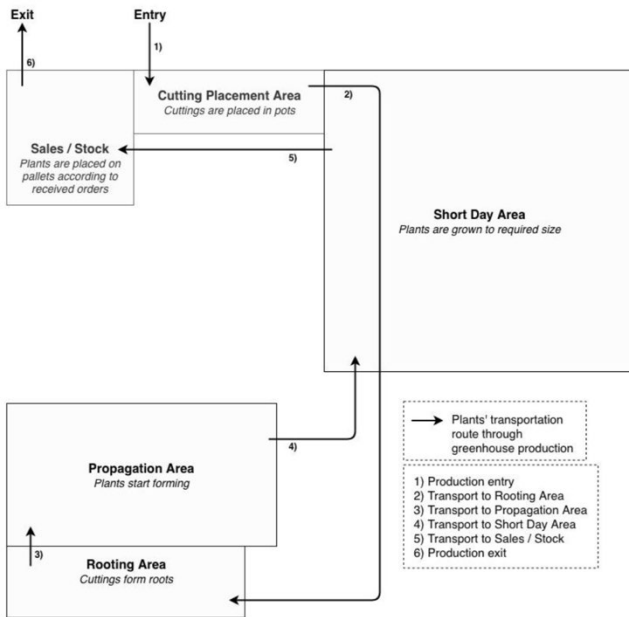 Exit
Entry
1)
6)
Cutting Placement Area
Cuttings are placed in pots
2)
Sales / Stock
Plants are placed on
pallets according to
received orders
5)
Short Day Area
Plants are grown to required size
Propagation Area
Plants start forming
4)
3)
Rooting Area
Cuttings form roots
Plants' transportation
route through
greenhouse production
1) Production entry
2) Transport to Rooting Area
3) Transport to Propagation Area
4) Transport to Short Day Area
5) Transport to Sales / Stock
6) Production exit